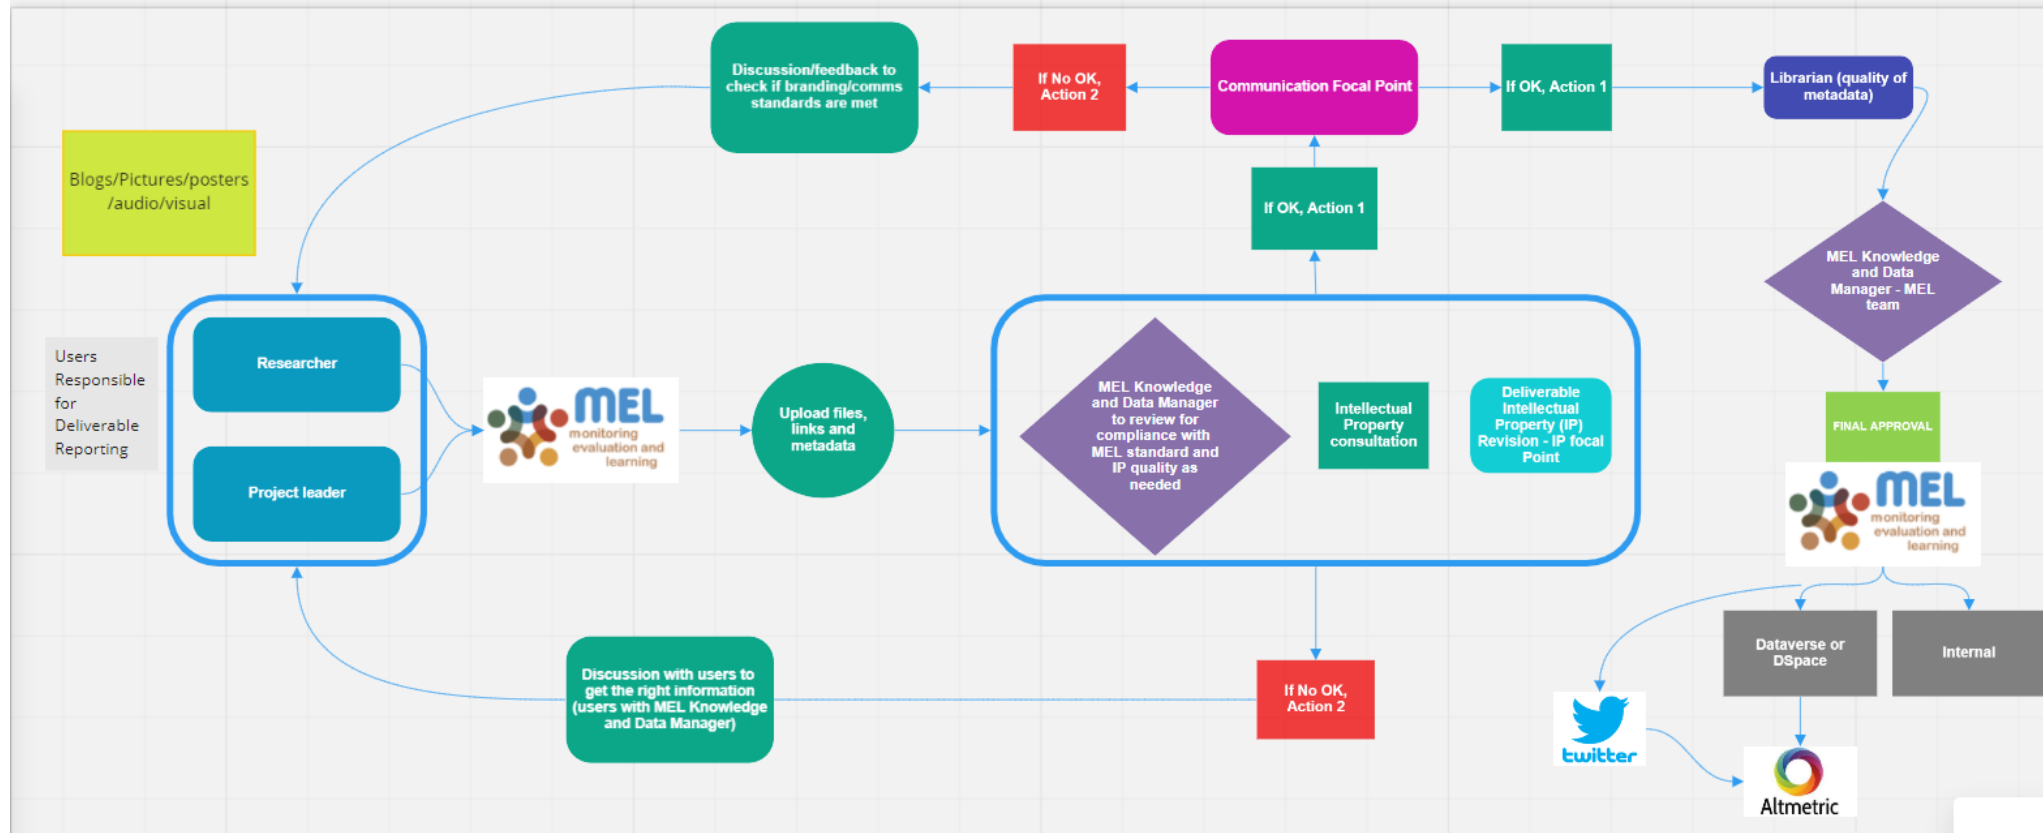 Discussion/feedback to
check if branding/comms
standards are met
If No OK,
Action 2
Communication Focal Point
If OK, Action 1
Librarian (quality of
metadata)
Blogs/Pictures/posters
/audio/visual
If OK, Action 1
MEL Knowledge
and Data
Manager - MEL
team
Users
Responsible
for
Deliverable
Reporting
Researcher
Project leader
MEL
monitoring
evaluation and
learning
Upload files,
links and
metadata
MEL Knowledge
and Data Manager
to review for
compliance with
MEL standard and
IP quality as
needed
Intellectual
Property
consultation
Deliverable
Intellectual
Property (IP)
Revision - IP focal
Point
FINAL APPROVAL
MEL
monitoring
evaluation and
learning
Discussion with users to
get the right information
(users with MEL Knowledge
and Data Manager)
If No OK,
Action 2
Dataverse or
DSpace
Internal
twitter
Altmetric